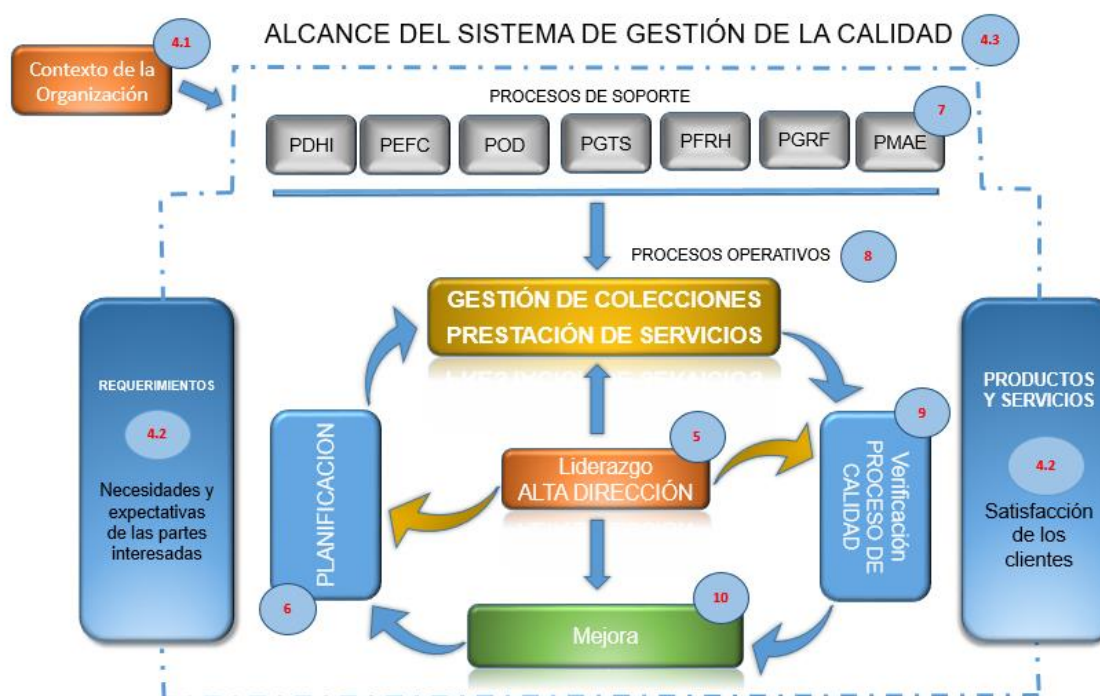 4.1
ALCANCE DEL SISTEMA DE GESTIÓN DE LA CALIDAD
4.3
Contexto de la
Organización
PROCESOS DE SOPORTE
7
PDHI
PEFC
POD
PGTS
PFRH
PGRF
PMAE
PROCESOS OPERATIVOS
8
GESTIÓN DE COLECCIONES
PRESTACIÓN DE SERVICIOS
REQUERIMIENTOS
4.2
Necesidades y
expectativas
de las partes
interesadas
PLANIFICACION
6
5
Liderazgo
ALTA DIRECCIÓN
9
Verificación
PROCESO DE
CALIDAD
10
Mejora
PRODUCTOS
Y SERVICIOS
4.2
Satisfacción
de los
clientes